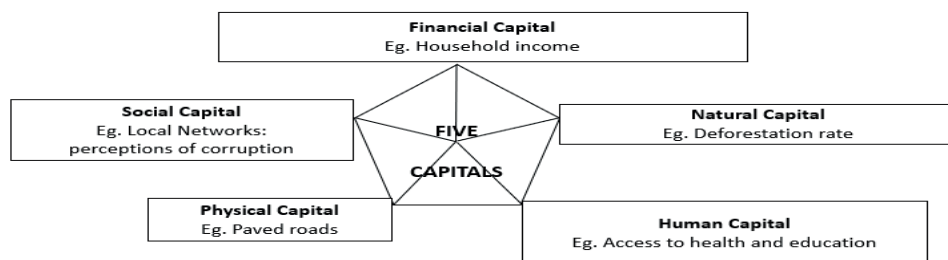 Financial Capital
Eg. Household income
Social Capital
Eg. Local Networks:
perceptions of corruption
Natural Capital
Eg. Deforestation rate
FIVE
CAPITALS
Physical Capital
Eg. Paved roads
Human Capital
Eg. Access to health and education